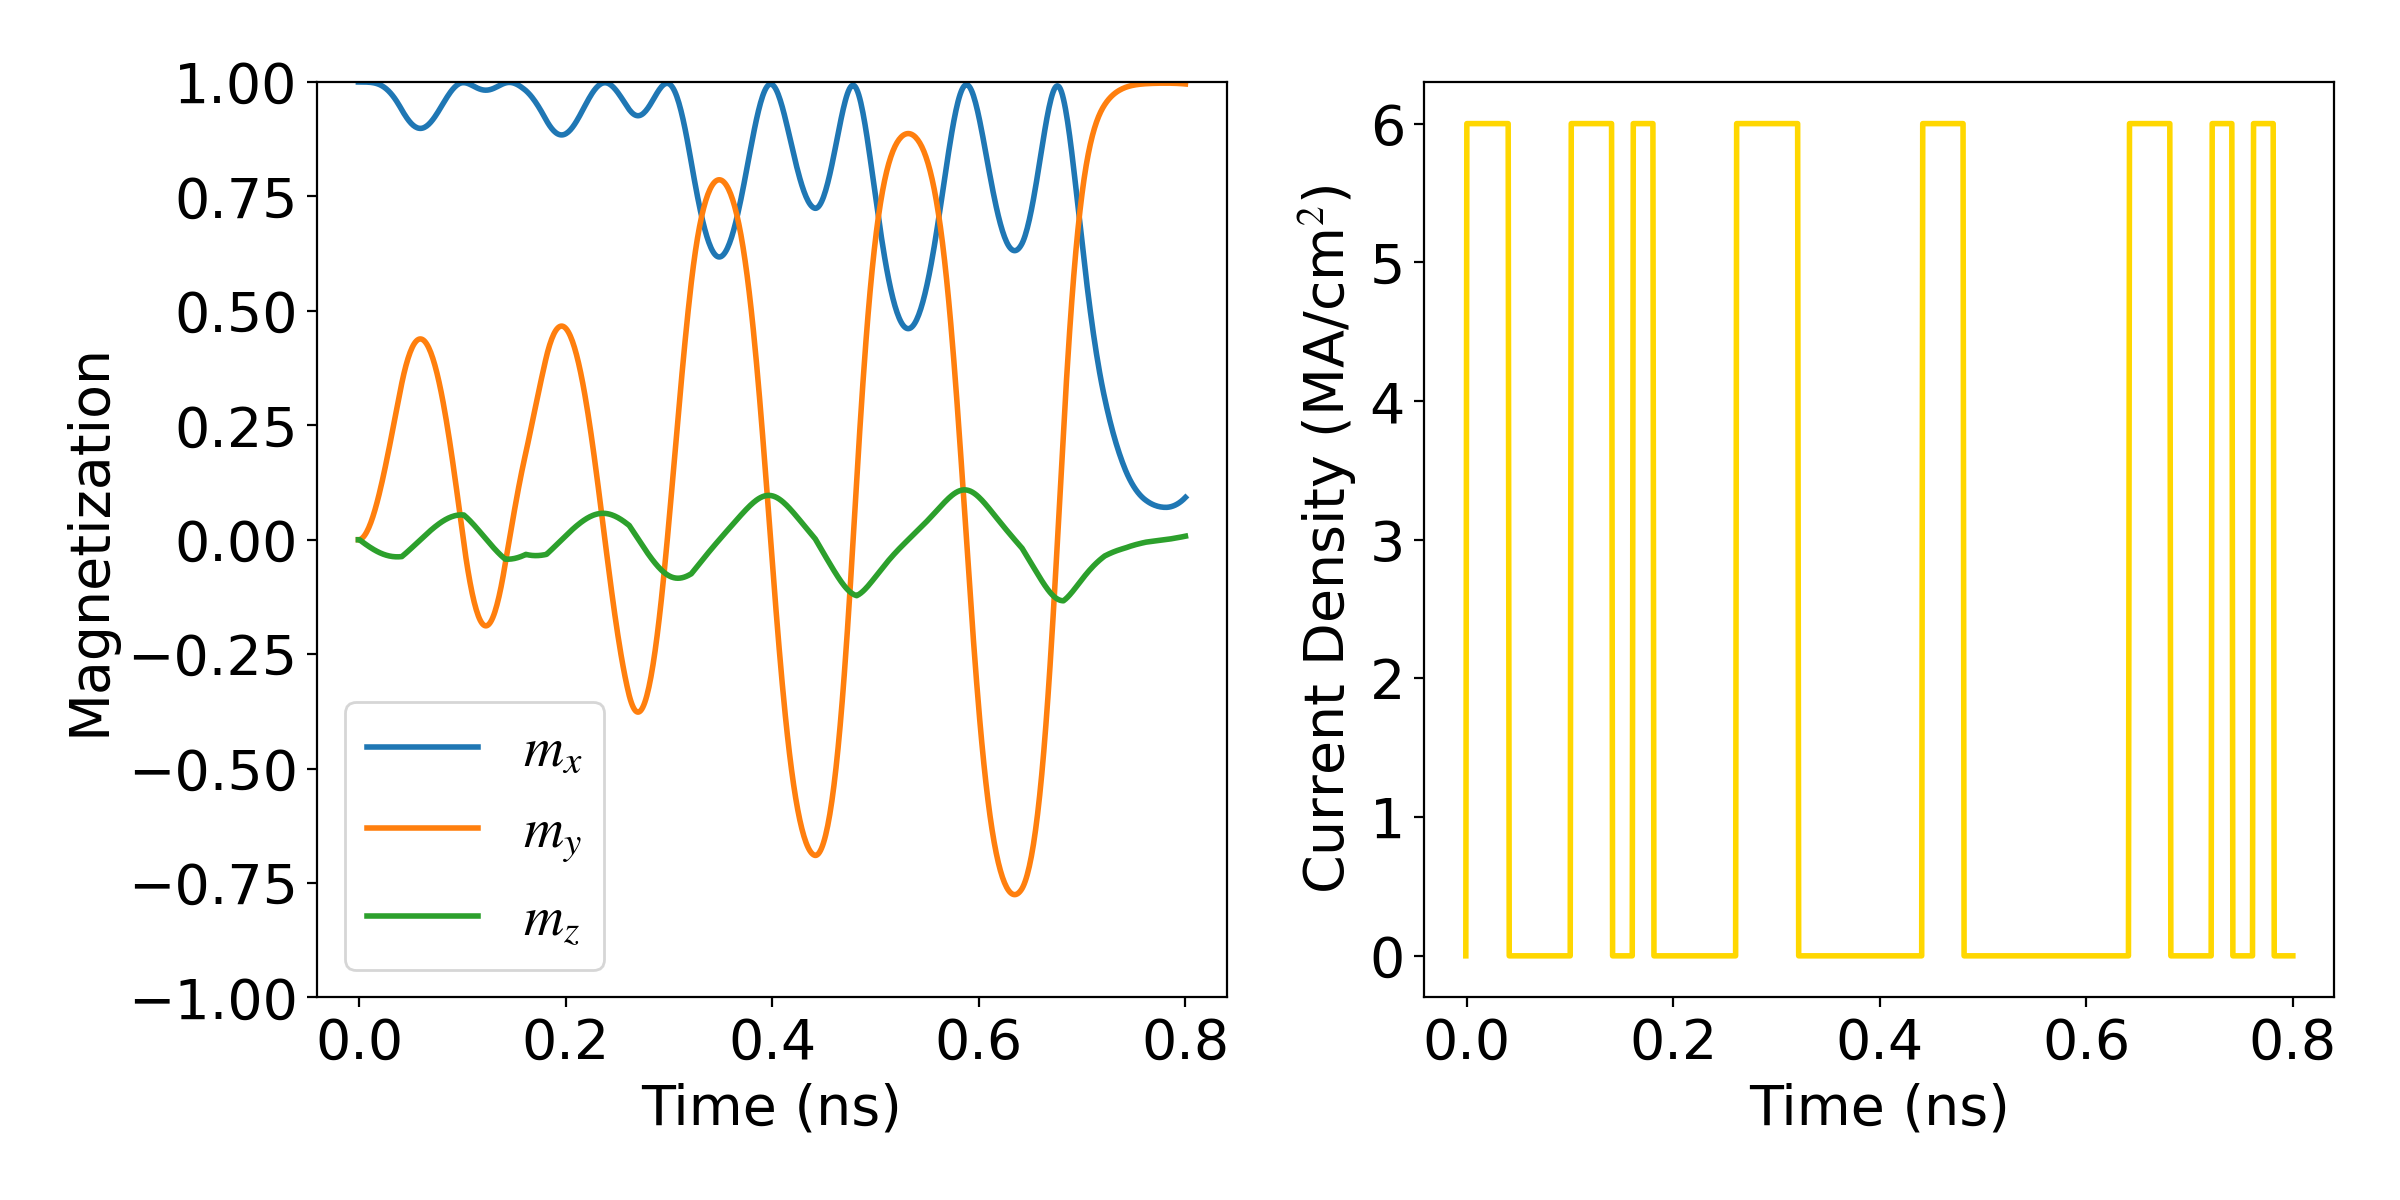 Magnetization
1.00
0.75
0.50
0.25
0.00
−0.25
−0.50
−0.75
−1.00
m_x
m_y
m_z
0.0 0.2 0.4 0.6 0.8
Time (ns)
Current Density (MA/cm²)
6
5
4
3
2
1
0
0.0 0.2 0.4 0.6 0.8
Time (ns)